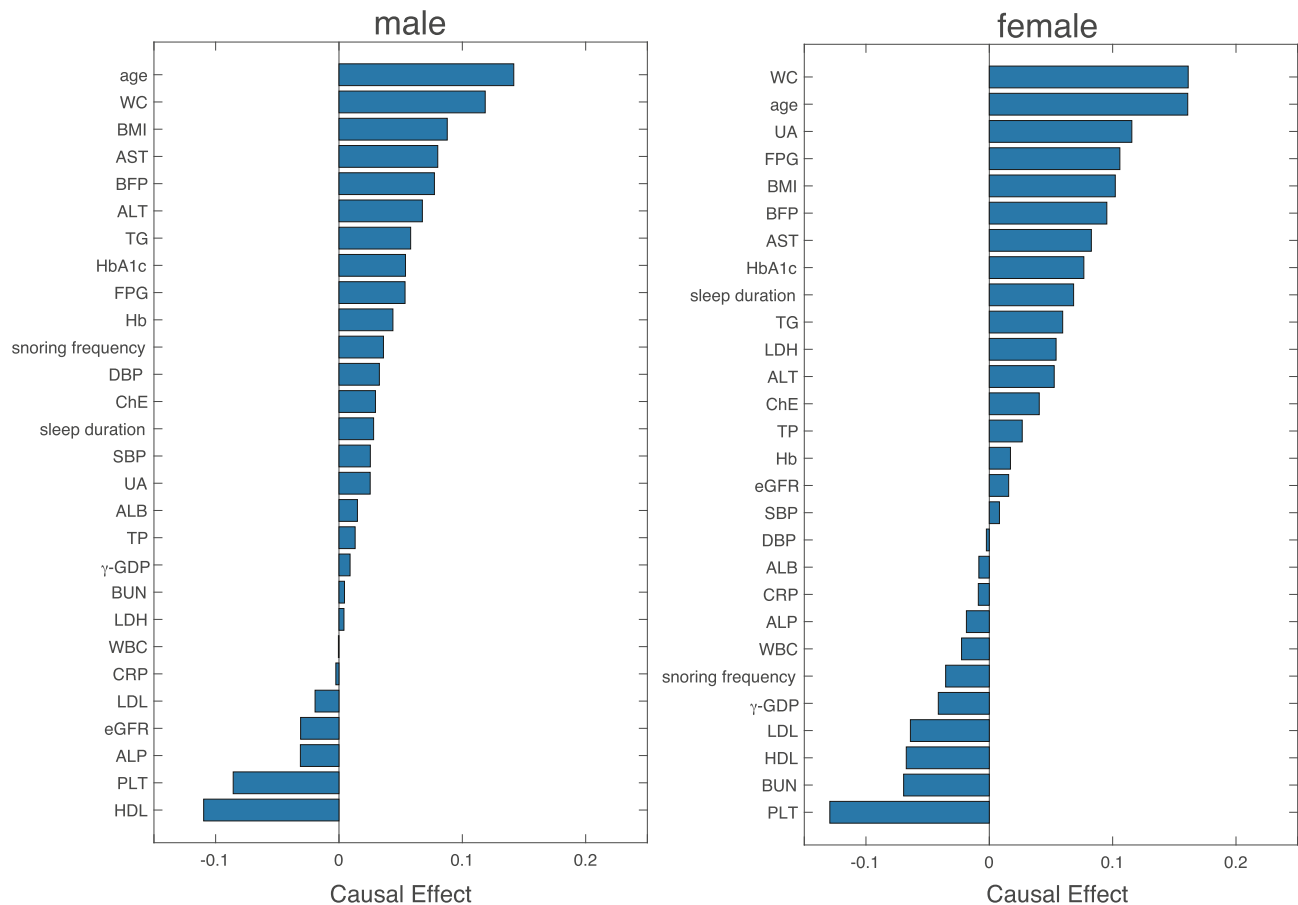 male
age
WC
BMI
AST
BFP
ALT
TG
HbA1c
FPG
Hb
snoring frequency
DBP
ChE
sleep duration
SBP
UA
ALB
TP
γ-GDP
BUN
LDH
WBC
CRP
LDL
eGFR
ALP
PLT
HDL
-0.1 0 0.1 0.2
Causal Effect
female
WC
age
UA
FPG
BMI
BFP
AST
HbA1c
sleep duration
TG
LDH
ALT
ChE
TP
Hb
eGFR
SBP
DBP
ALB
CRP
ALP
WBC
snoring frequency
γ-GDP
LDL
HDL
BUN
PLT
-0.1 0 0.1 0.2
Causal Effect